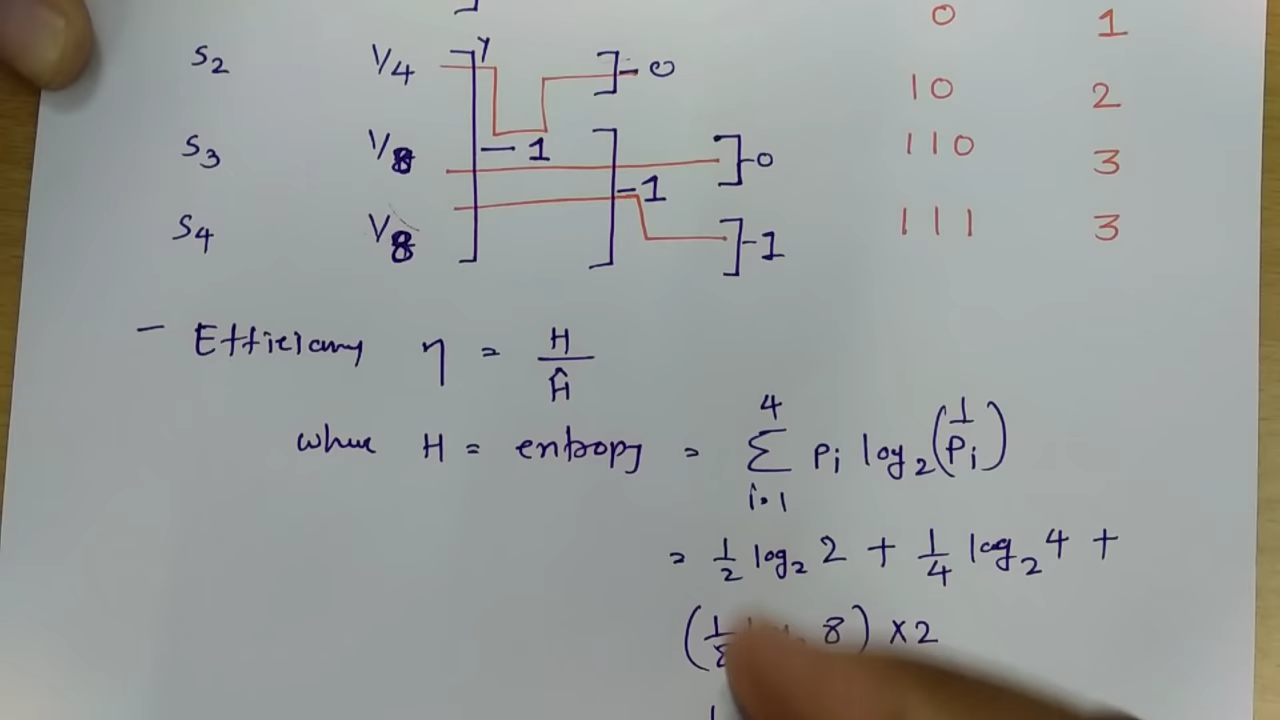 0 1
S2 1/4 0 10 2
S3 1/8 1 0 110 3
S4 1/8 1 1 111 3
- Efficiency η = H / Ĥ
where H = entropy = 4 Σ i=1 Pi log2 (1/Pi)
= 1/2 log2 2 + 1/4 log2 4 +
(1/8 8) × 2